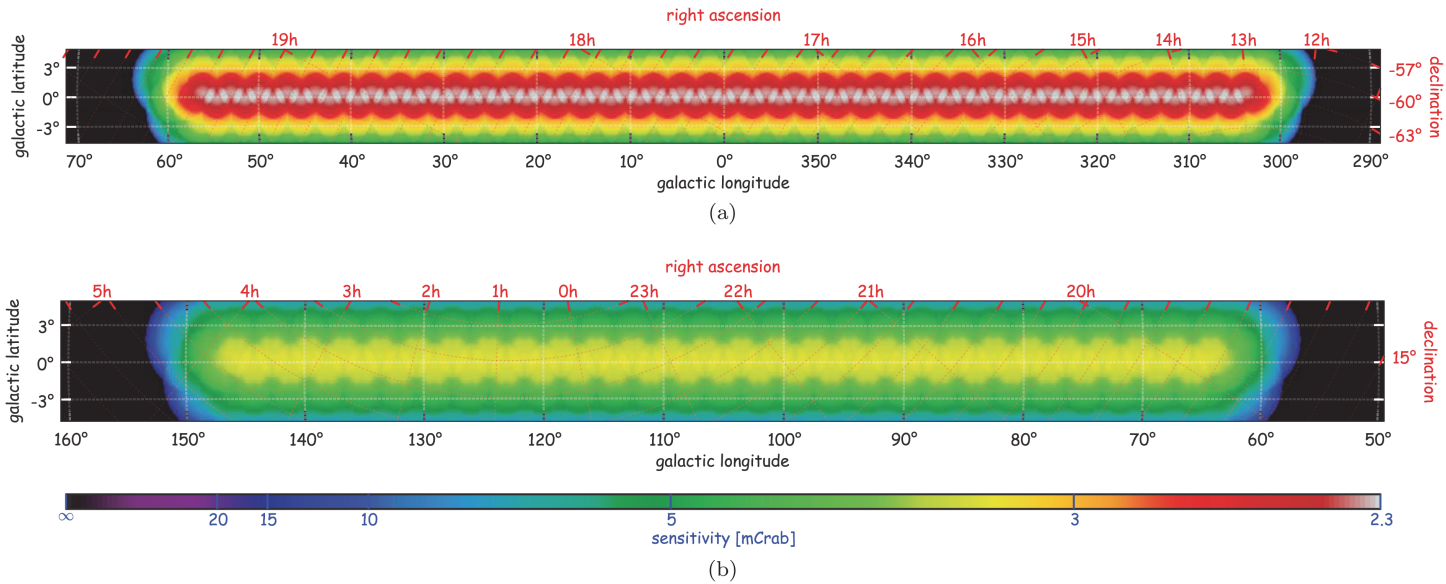 right ascension
19h 18h 17h 16h 15h 14h 13h 12h
galactic latitude
3°
0°
-3°
-57°
-60°
-63°
declination
70° 60° 50° 40° 30° 20° 10° 0° 350° 340° 330° 320° 310° 300° 290°
galactic longitude
(a)
right ascension
5h 4h 3h 2h 1h 0h 23h 22h 21h 20h
galactic latitude
3°
0°
-3°
15°
declination
160° 150° 140° 130° 120° 110° 100° 90° 80° 70° 60° 50°
galactic longitude
∞ 20 15 10 5 3 2.3
sensitivity [mCrab]
(b)